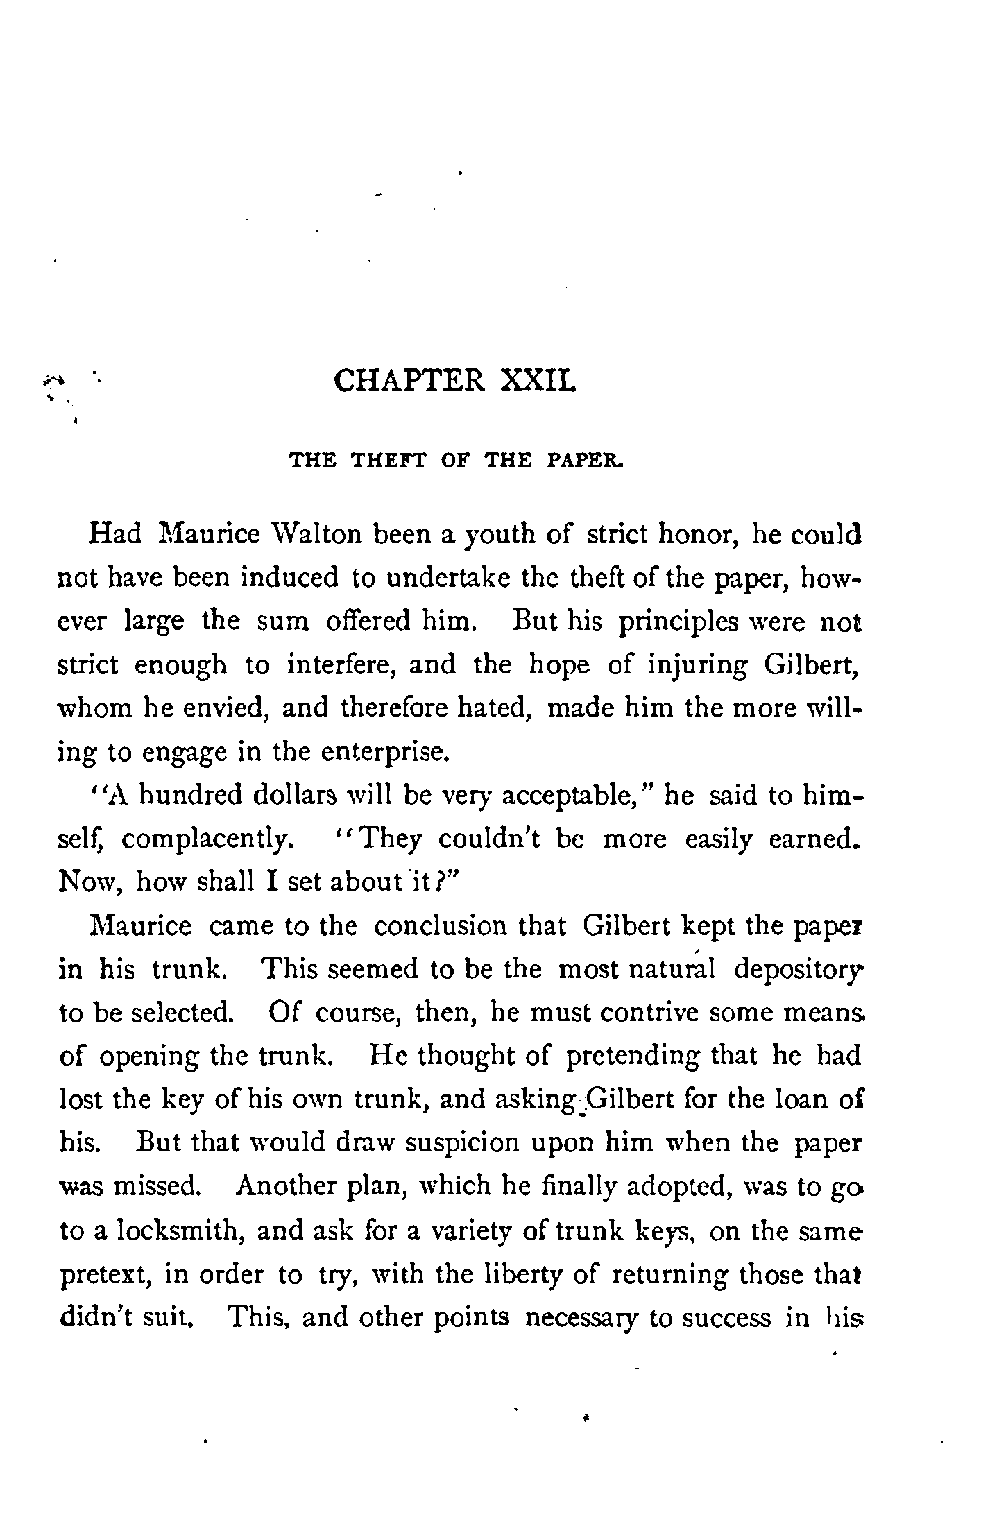 CHAPTER XXII.
THE THEFT OF THE PAPER.
Had Maurice Walton been a youth of strict honor, he could
not have been induced to undertake the theft of the paper, how-
ever large the sum offered him. But his principles were not
strict enough to interfere, and the hope of injuring Gilbert,
whom he envied, and therefore hated, made him the more will-
ing to engage in the enterprise.
"A hundred dollars will be very acceptable," he said to him-
self, complacently. "They couldn't be more easily earned.
Now, how shall I set about it?"
Maurice came to the conclusion that Gilbert kept the paper
in his trunk. This seemed to be the most natural depository
to be selected. Of course, then, he must contrive some means
of opening the trunk. He thought of pretending that he had
lost the key of his own trunk, and asking Gilbert for the loan of
his. But that would draw suspicion upon him when the paper
was missed. Another plan, which he finally adopted, was to go
to a locksmith, and ask for a variety of trunk keys, on the same
pretext, in order to try, with the liberty of returning those that
didn't suit. This, and other points necessary to success in his